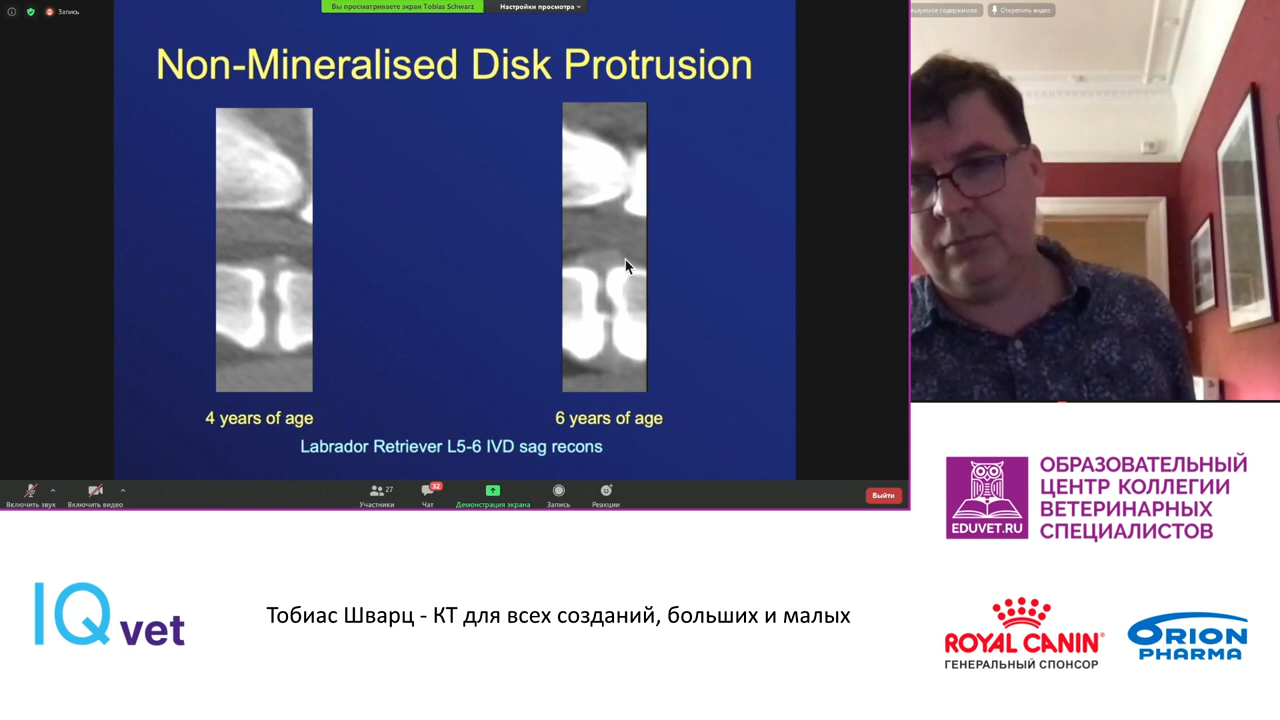 Запись
Вы просматриваете экран Tobias Schwarz
Настройки просмотра
содержимое
Открепить видео
Non-Mineralised Disk Protrusion
4 years of age
6 years of age
Labrador Retriever L5-6 IVD sag recons
Включить звук
Включить видео
27
Участники
32
Чат
Демонстрация экрана
Запись
Реакции
Выйти
EDUVET.RU
ОБРАЗОВАТЕЛЬНЫЙ
ЦЕНТР КОЛЛЕГИИ
ВЕТЕРИНАРНЫХ
СПЕЦИАЛИСТОВ
IQ vet
Тобиас Шварц - КТ для всех созданий, больших и малых
ROYAL CANIN
ГЕНЕРАЛЬНЫЙ СПОНСОР
ORION
PHARMA